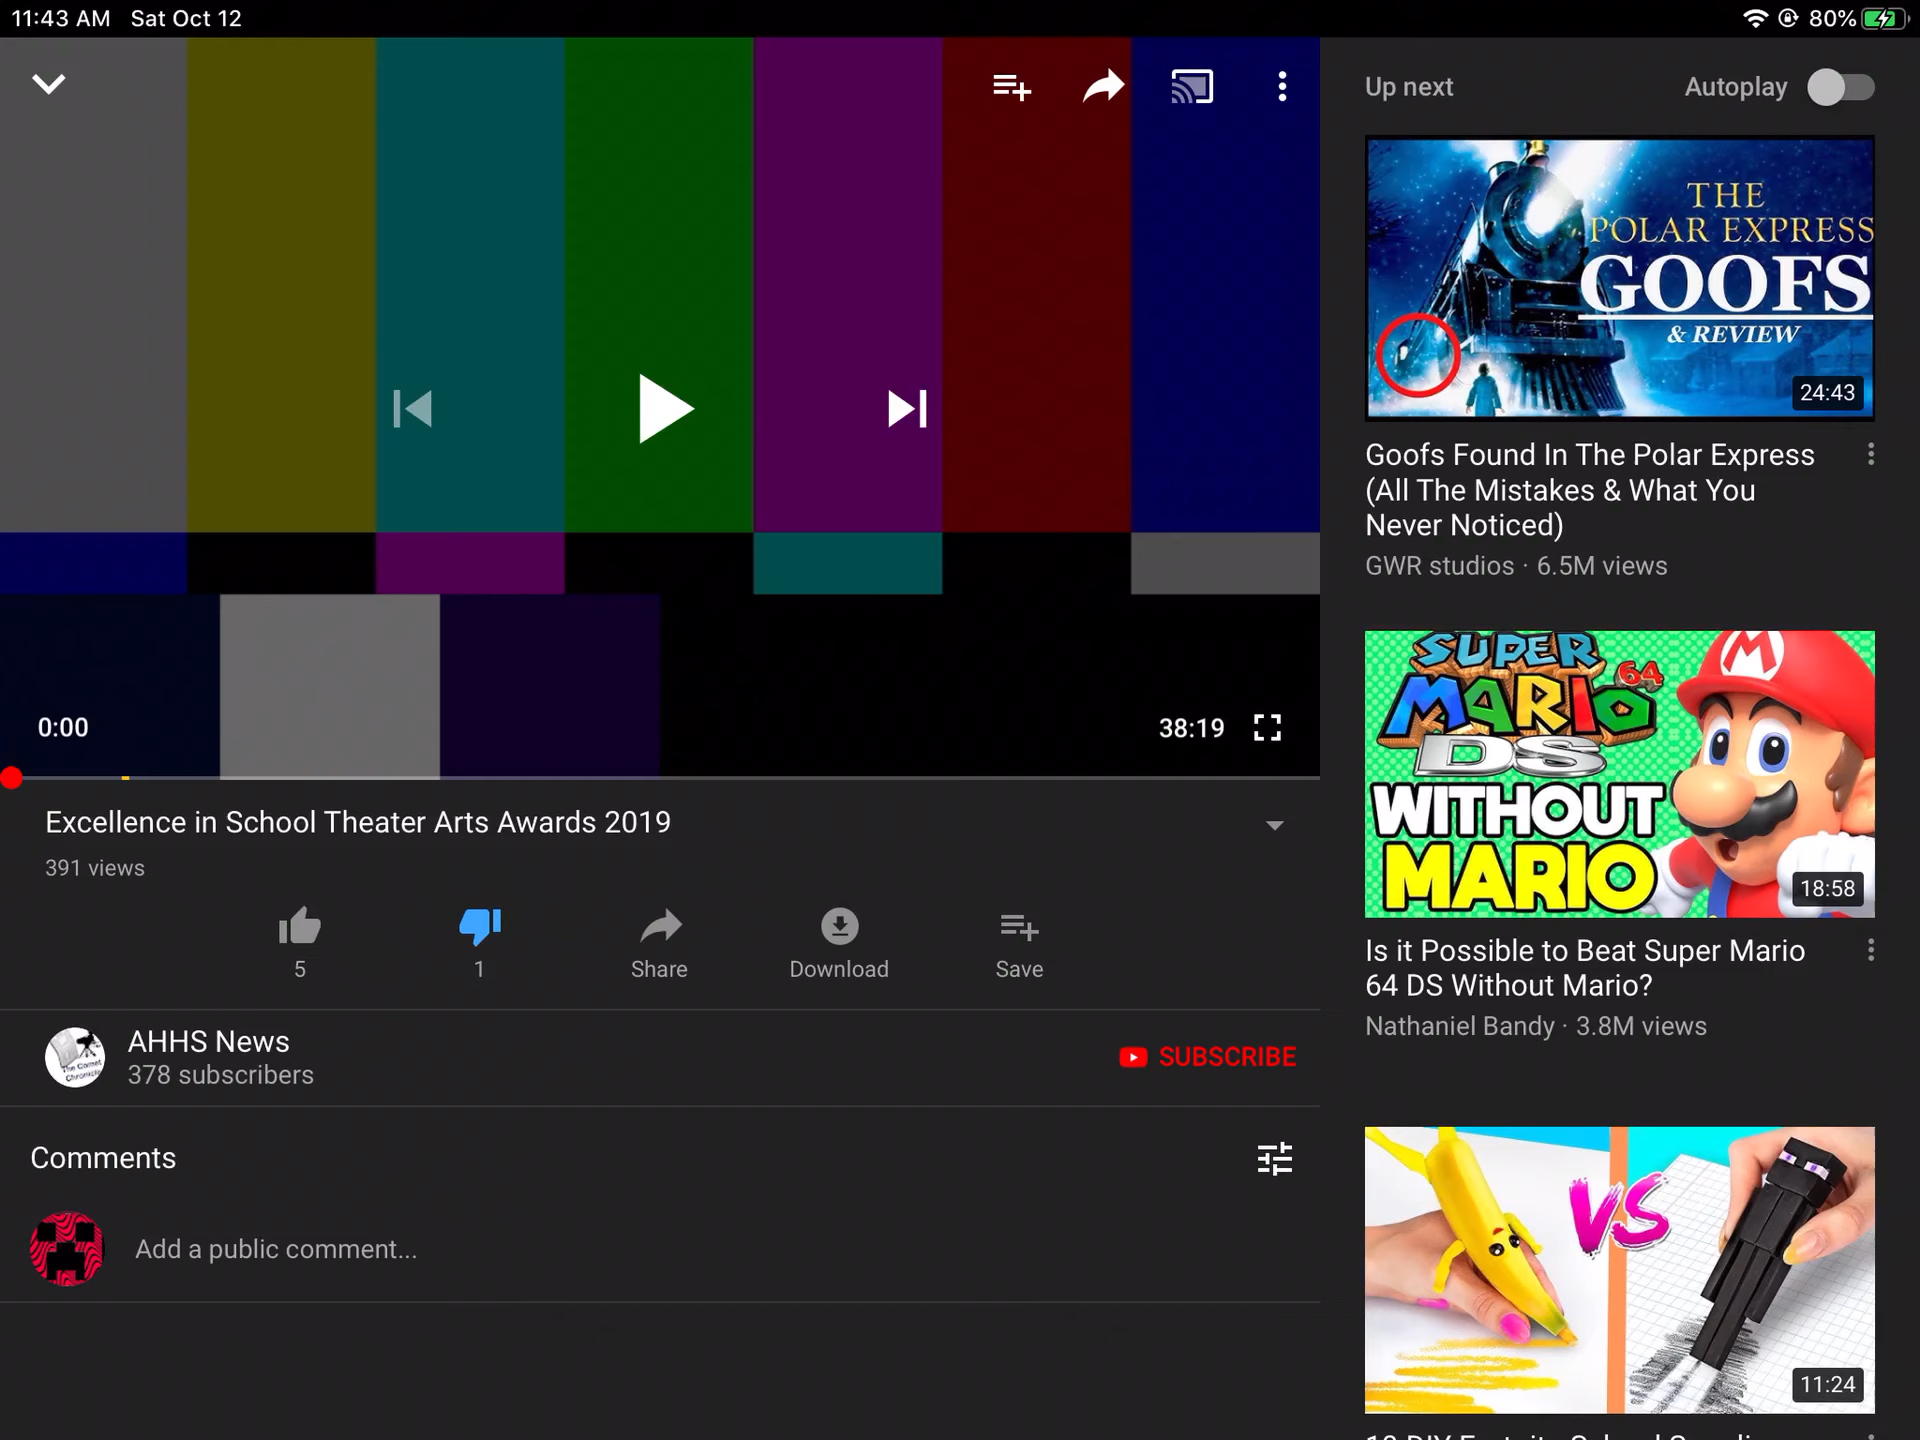 11:43 AM Sat Oct 12
80%
Up next
Autoplay
THE
POLAR EXPRESS
GOOFS
& REVIEW
24:43
Goofs Found In The Polar Express
(All The Mistakes & What You
Never Noticed)
GWR studios · 6.5M views
SUPER
MARIO 64
DS
WITHOUT
MARIO
M
18:58
Is it Possible to Beat Super Mario
64 DS Without Mario?
Nathaniel Bandy · 3.8M views
VS
11:24
0:00
38:19
Excellence in School Theater Arts Awards 2019
391 views
5
1
Share
Download
Save
AHHS News
378 subscribers
SUBSCRIBE
The Comet
Chronicle
Comments
Add a public comment...